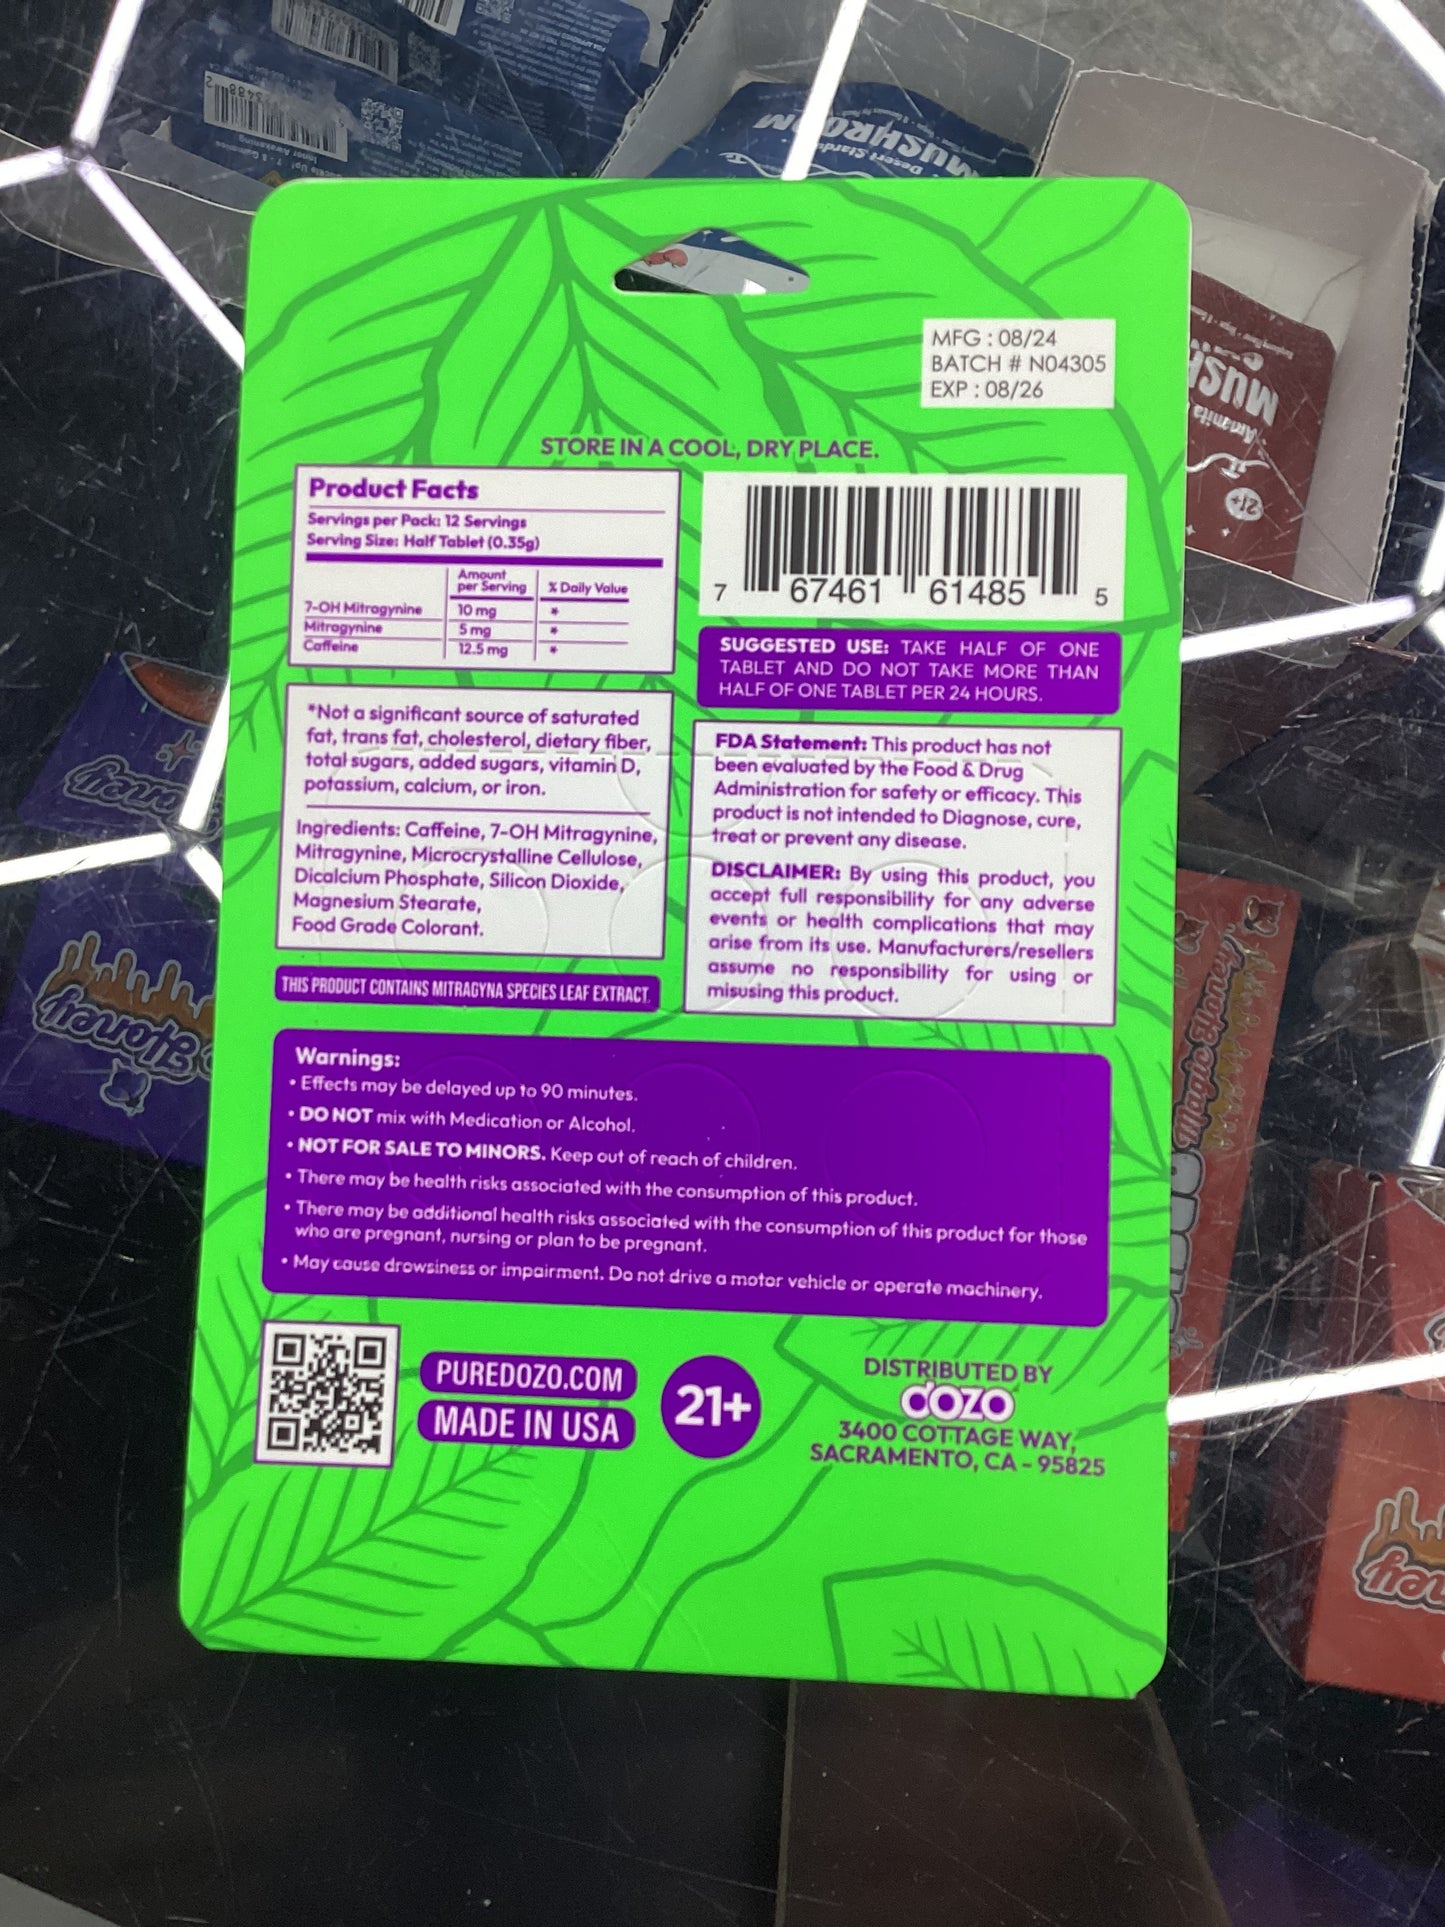 MUSHROOM
Desert Stardust
Inner Awakening
MUSH
Amanita
21+
MFG : 08/24
BATCH # N04305
EXP : 08/26
STORE IN A COOL, DRY PLACE.
Product Facts
Servings per Pack: 12 Servings
Serving Size: Half Tablet (0.35g)
Amount
per Serving
% Daily Value
7-OH Mitragynine 10 mg *
Mitragynine 5 mg *
Caffeine 12.5 mg *
7 67461 61485 5
SUGGESTED USE: TAKE HALF OF ONE
TABLET AND DO NOT TAKE MORE THAN
HALF OF ONE TABLET PER 24 HOURS.
*Not a significant source of saturated
fat, trans fat, cholesterol, dietary fiber,
total sugars, added sugars, vitamin D,
potassium, calcium, or iron.
Ingredients: Caffeine, 7-OH Mitragynine,
Mitragynine, Microcrystalline Cellulose,
Dicalcium Phosphate, Silicon Dioxide,
Magnesium Stearate,
Food Grade Colorant.
THIS PRODUCT CONTAINS MITRAGYNA SPECIES LEAF EXTRACT.
FDA Statement: This product has not
been evaluated by the Food & Drug
Administration for safety or efficacy. This
product is not intended to Diagnose, cure,
treat or prevent any disease.
DISCLAIMER: By using this product, you
accept full responsibility for any adverse
events or health complications that may
arise from its use. Manufacturers/resellers
assume no responsibility for using or
misusing this product.
Warnings:
• Effects may be delayed up to 90 minutes.
• DO NOT mix with Medication or Alcohol.
• NOT FOR SALE TO MINORS. Keep out of reach of children.
• There may be health risks associated with the consumption of this product.
• There may be additional health risks associated with the consumption of this product for those
who are pregnant, nursing or plan to be pregnant.
• May cause drowsiness or impairment. Do not drive a motor vehicle or operate machinery.
PUREDOZO.COM
MADE IN USA
21+
DISTRIBUTED BY
dozo
3400 COTTAGE WAY,
SACRAMENTO, CA - 95825